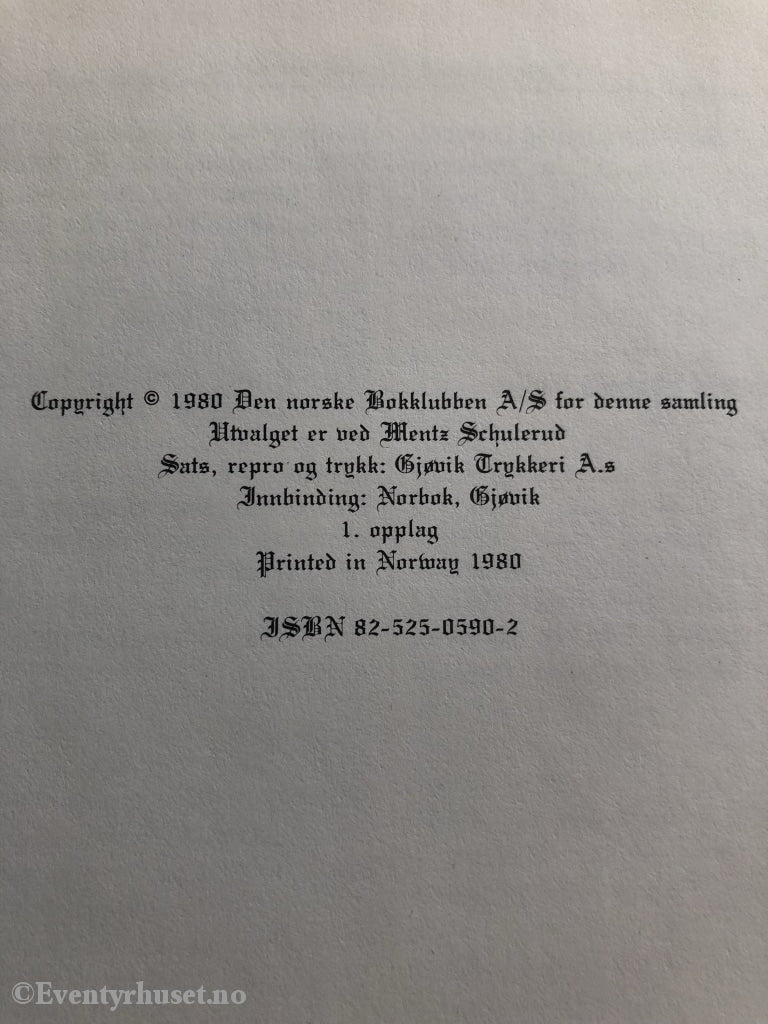 Copyright © 1980 Den norske Bokklubben A/S for denne samling
Utvalget er ved Mentz Schulerud
Sats, repro og trykk: Gjøvik Trykkeri A.s
Innbinding: Norbok, Gjøvik
1. opplag
Printed in Norway 1980
ISBN 82-525-0590-2
©Eventyrhuset.no